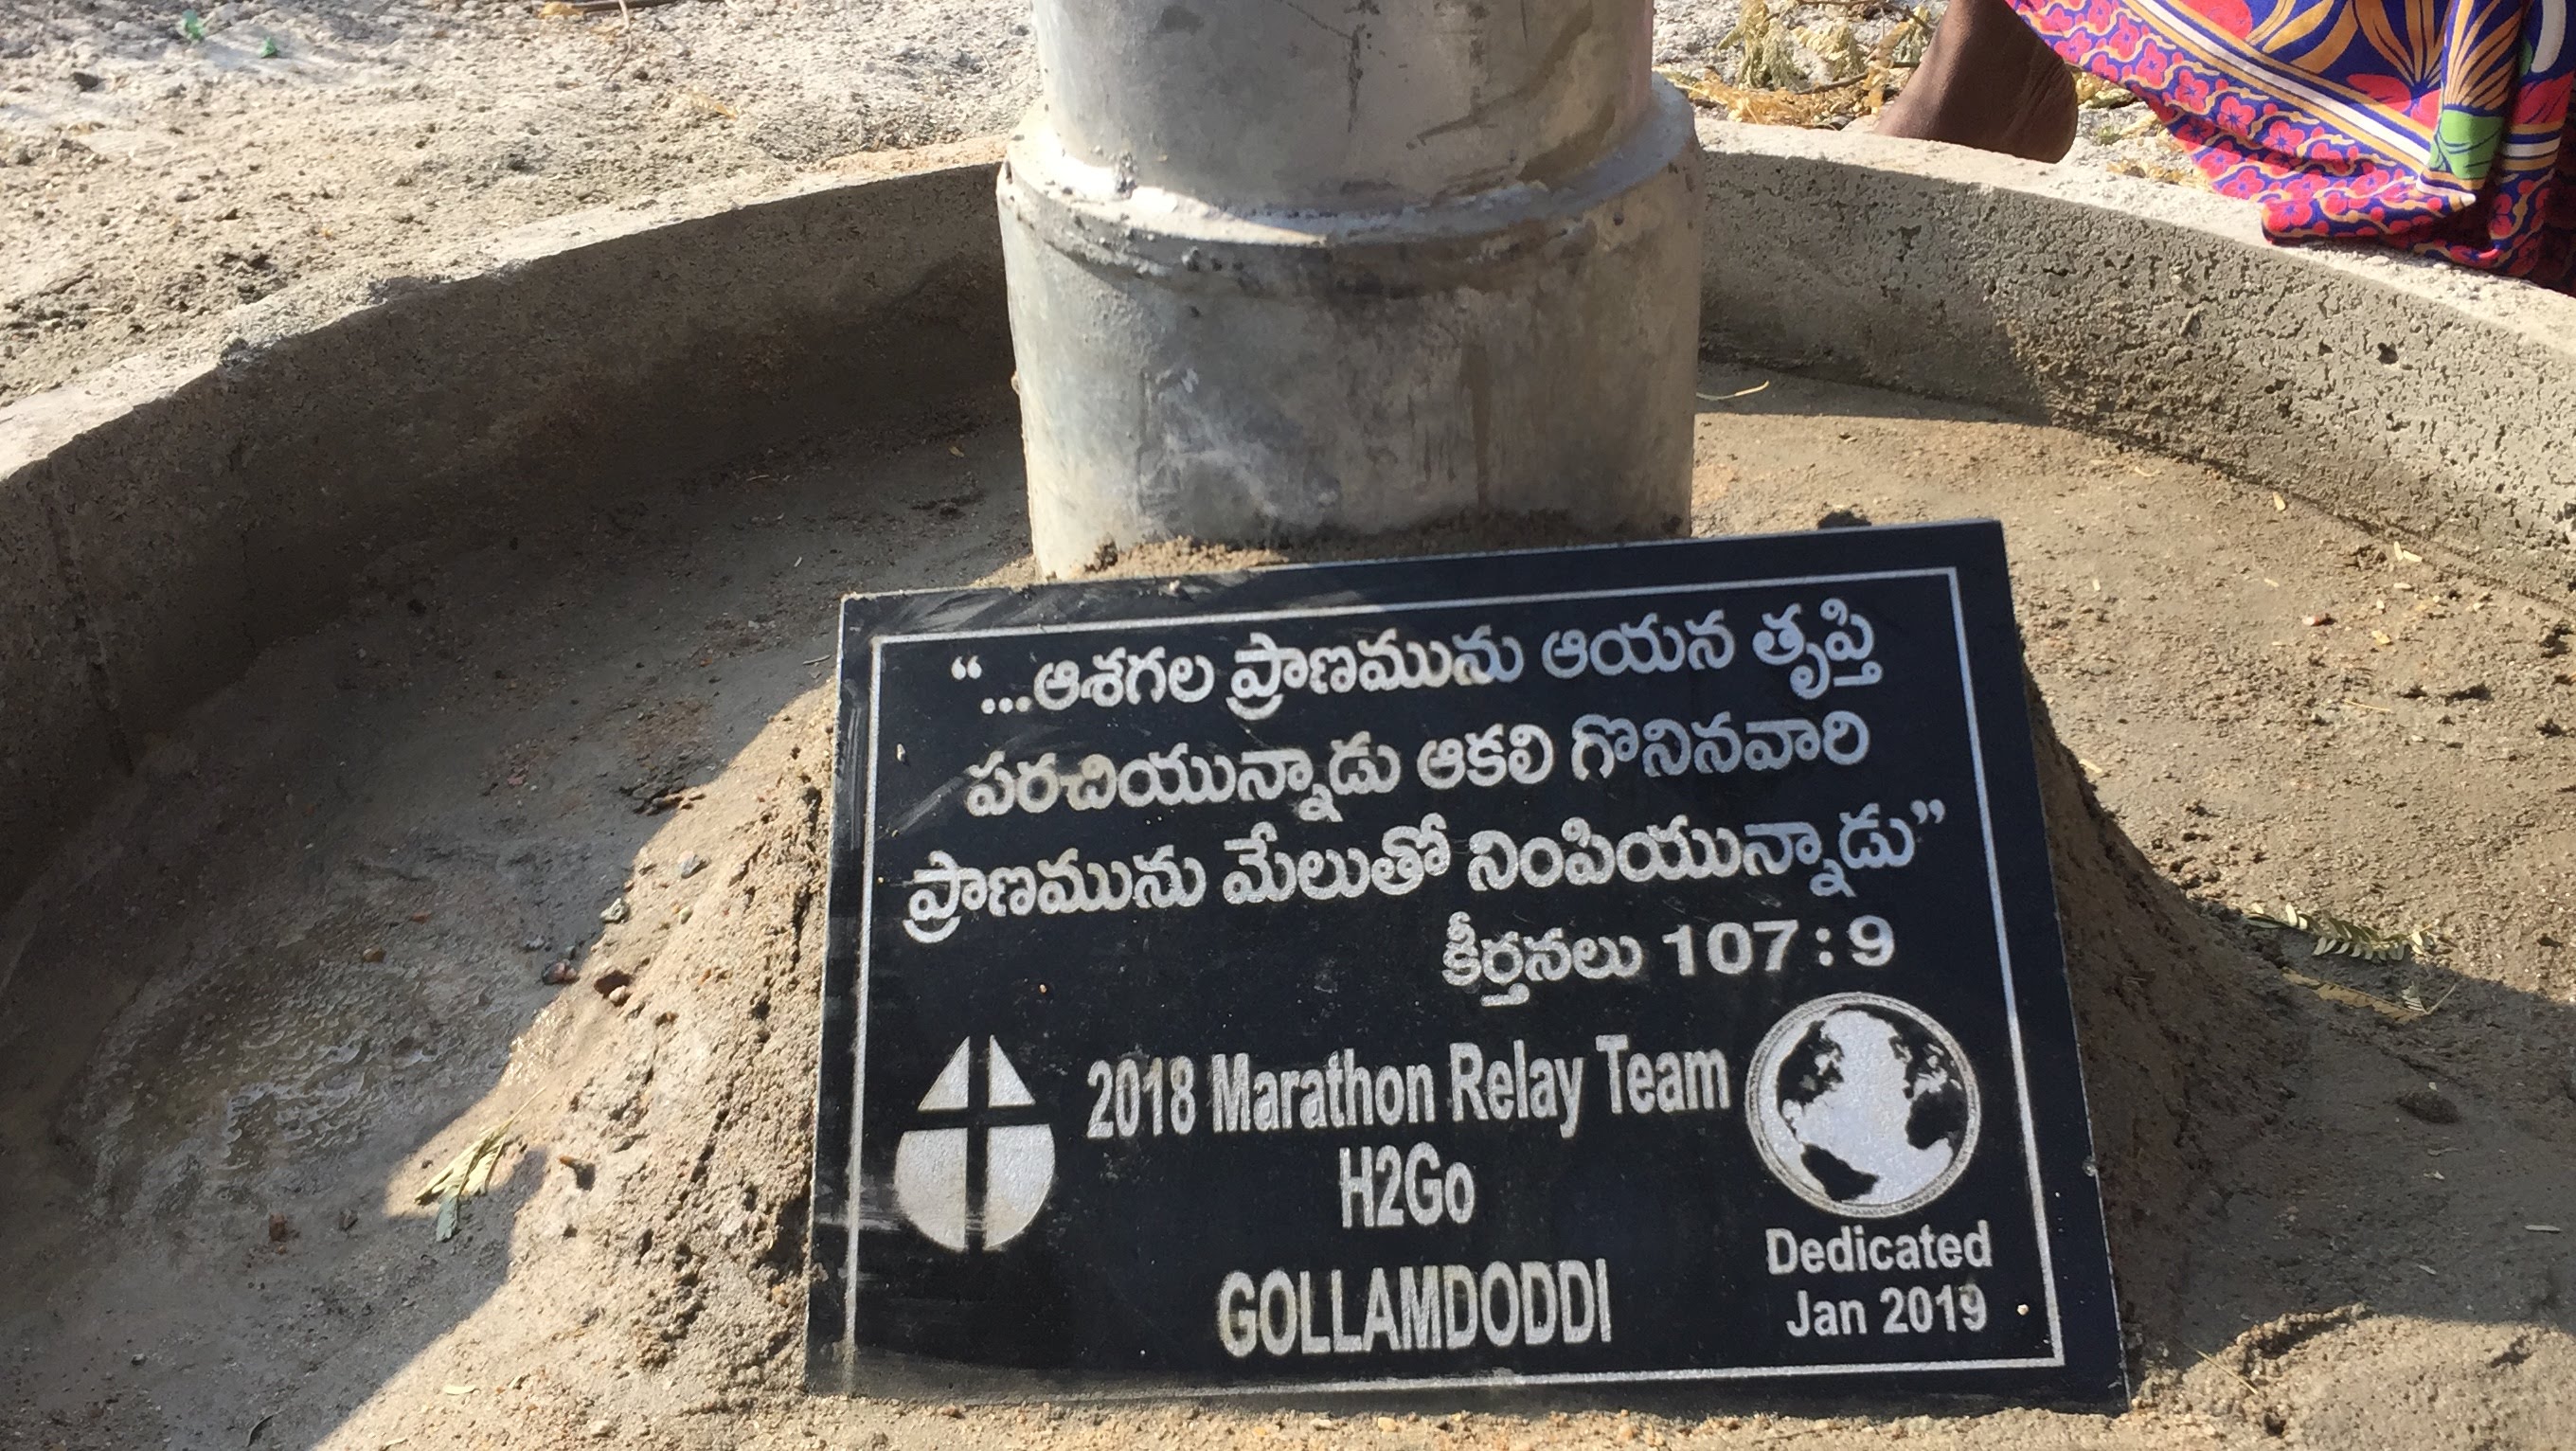 “...ఆశగల ప్రాణమును ఆయన తృప్తి
పరచియున్నాడు ఆకలి గొనినవారి
ప్రాణమును మేలుతో నింపియున్నాడు”
కీర్తనలు 107 : 9
2018 Marathon Relay Team
H2Go
GOLLAMDODDI
Dedicated
Jan 2019